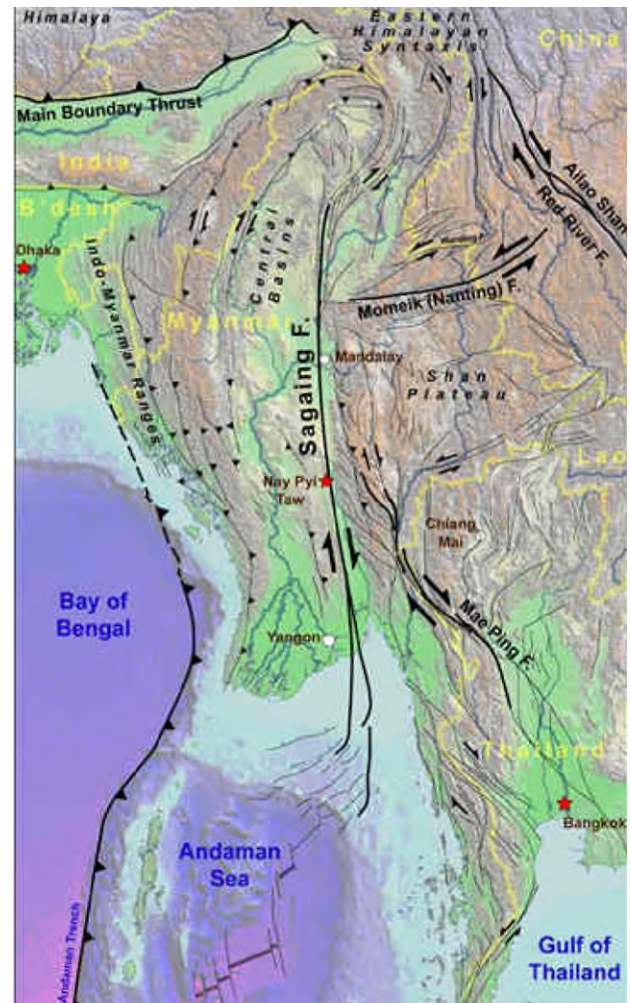 Himalaya
Eastern
Himalayan
Syntaxis
China
Main Boundary Thrust
India
B'desh
Dhaka
Indo-Myanmar Ranges
Central
Basins
Myanmar
Ailao Shan
Red River F.
Momeik (Nanting) F.
Sagaing F.
Mandalay
Shan
Plateau
Lao
Nay Pyi
Taw
Chiang
Mai
Bay of
Bengal
Yangon
Mae Ping F.
Thailand
Bangkok
Andaman
Sea
Andaman Trench
Gulf of
Thailand